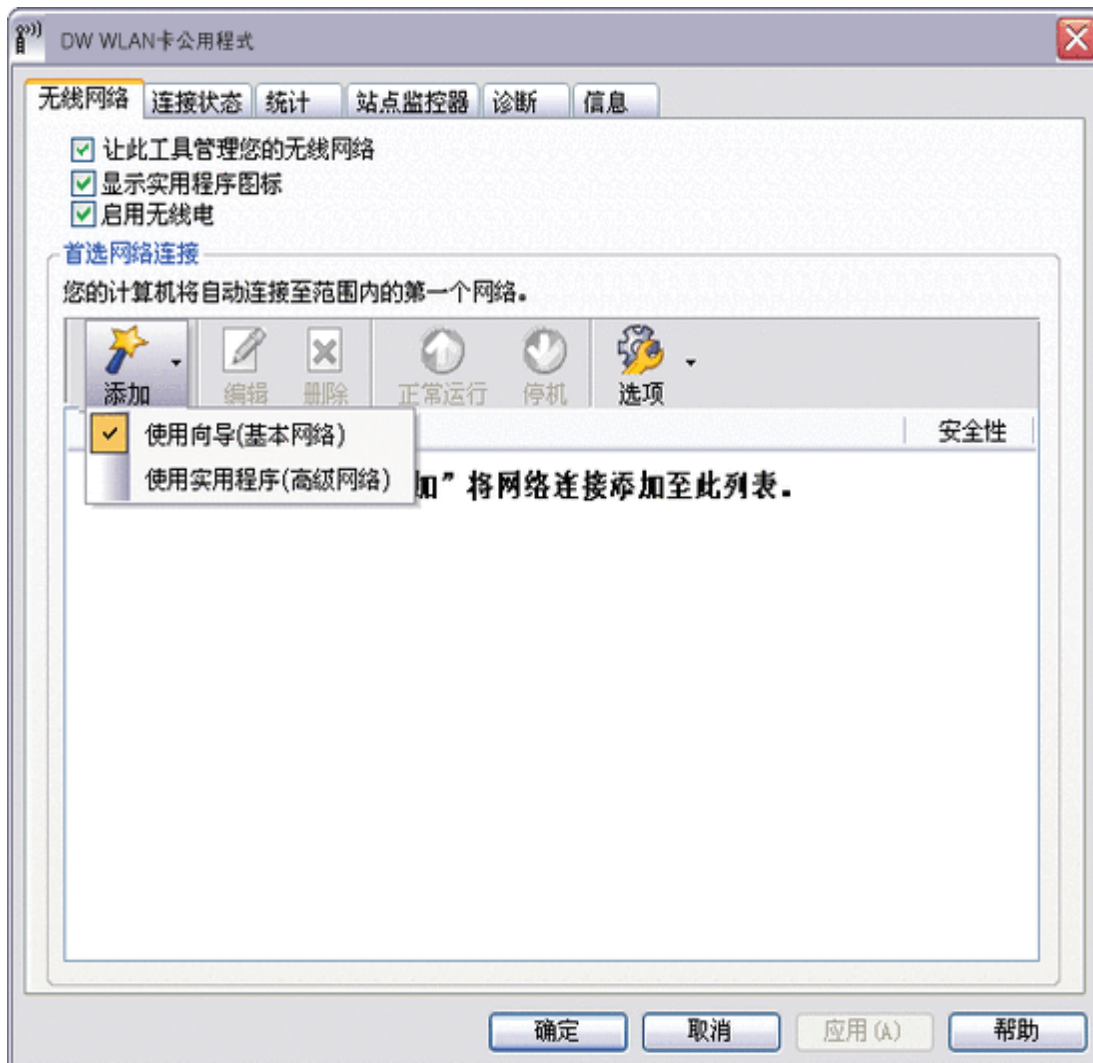 DW WLAN卡公用程式
无线网络 连接状态 统计 站点监控器 诊断 信息
让此工具管理您的无线网络
显示实用程序图标
启用无线电
首选网络连接
您的计算机将自动连接至范围内的第一个网络。
添加 编辑 删除 正常运行 停机 选项
使用向导(基本网络) 安全性
使用实用程序(高级网络)
加”将网络连接添加至此列表.
确定 取消 应用(A) 帮助